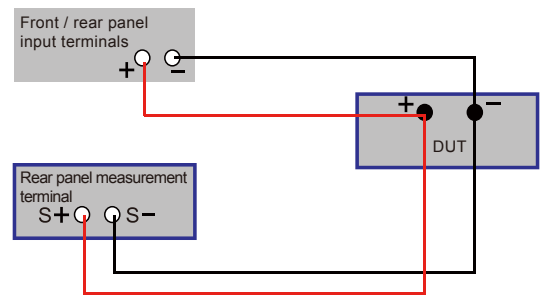 Front / rear panel
input terminals
+ −
+ −
DUT
Rear panel measurement
terminal
S+ S−